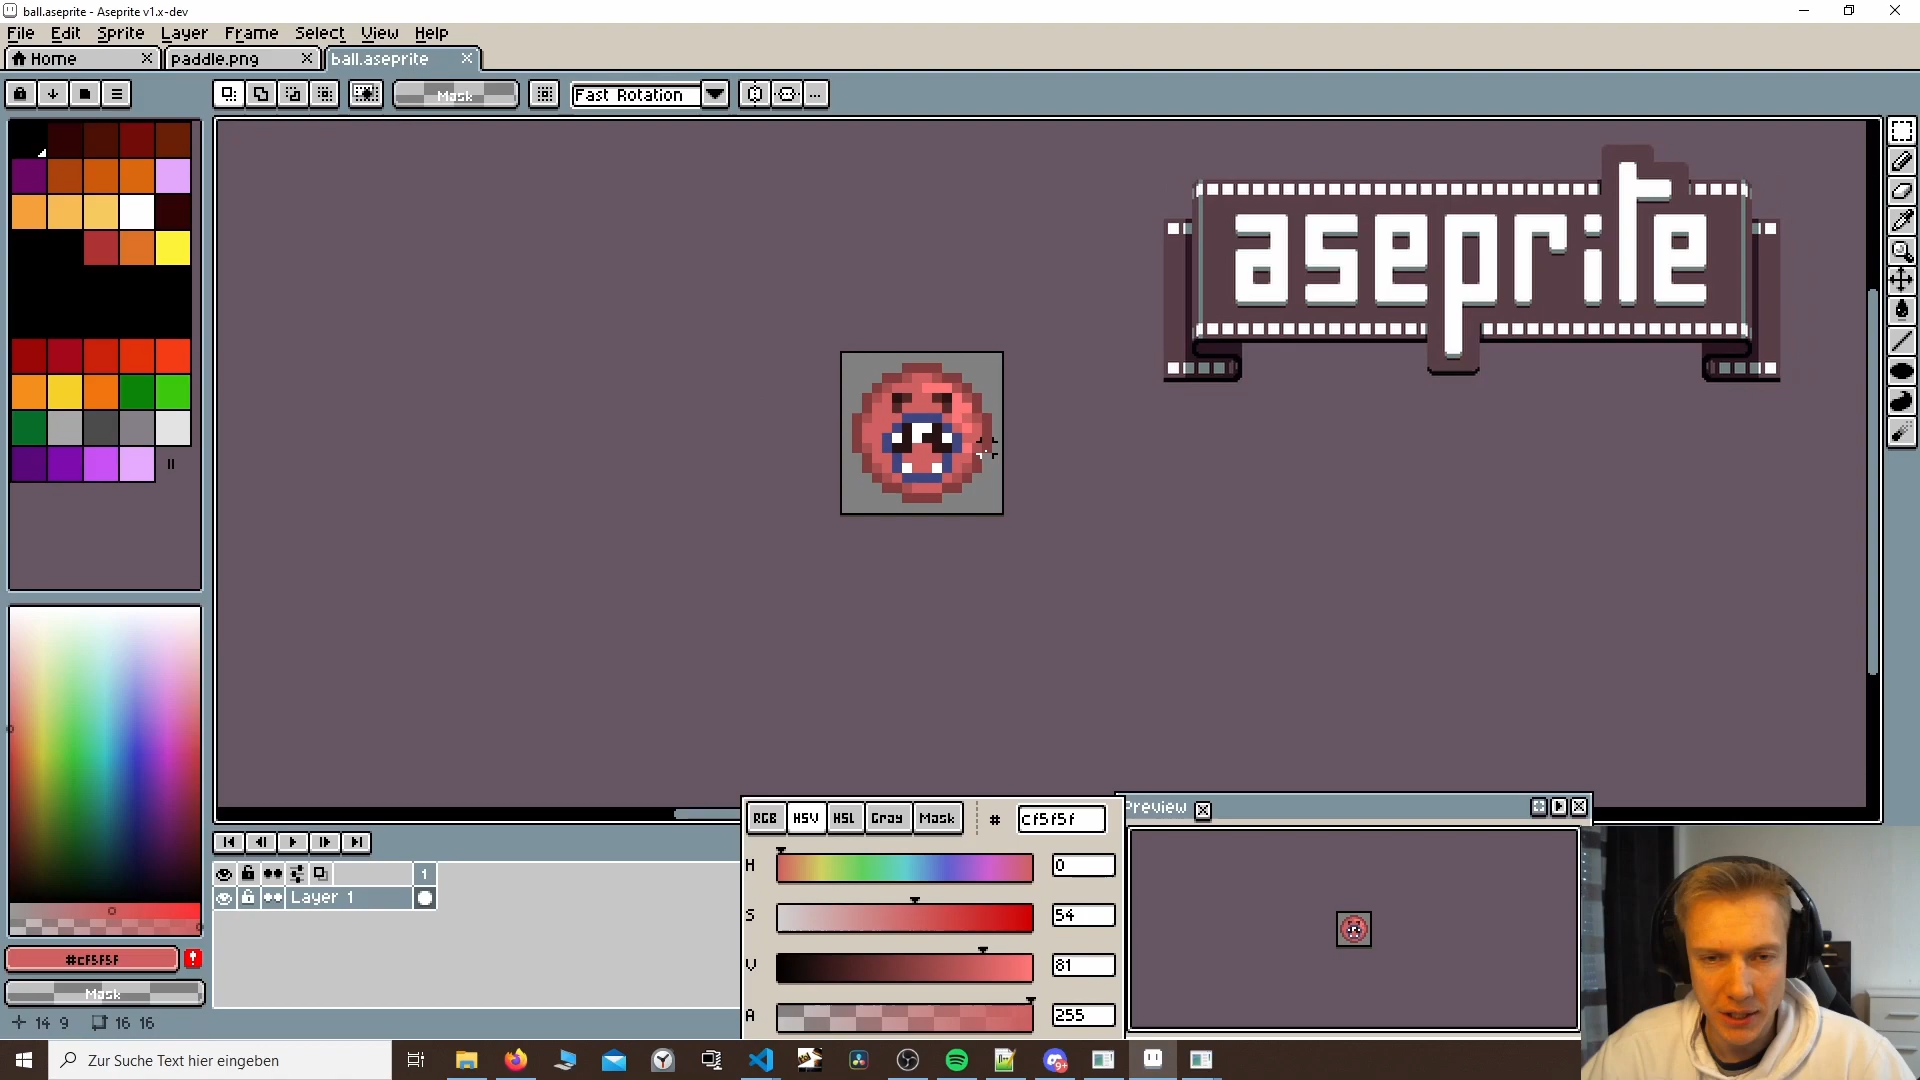 ball.aseprite - Aseprite v1.x-dev
File Edit Sprite Layer Frame Select View Help
Home paddle.png ball.aseprite
Mask Fast Rotation ...
aseprite
RGB HSV HSL Gray Mask # cf5f5f
Preview
H 0
S 54
V 81
A 255
1
Layer 1
#cf5f5f !
Mask
14 9 16 16
Zur Suche Text hier eingeben
9+